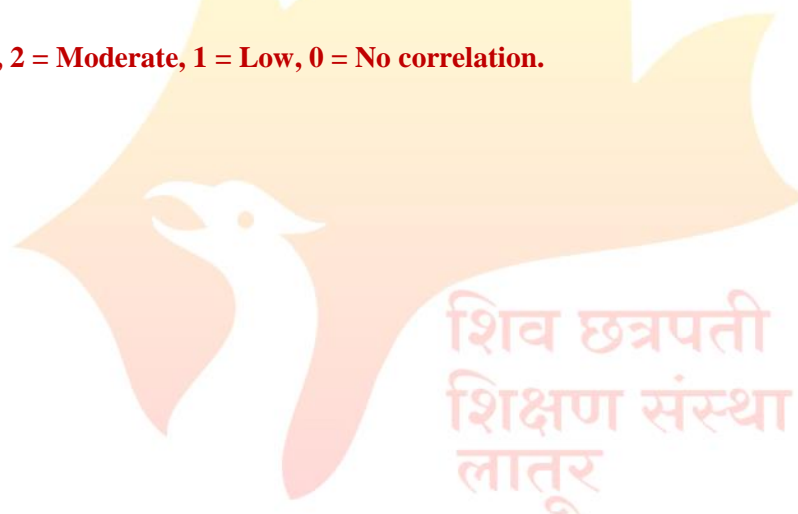 , 2 = Moderate, 1 = Low, 0 = No correlation.
शिव छत्रपती
शिक्षण संस्था
लातूर